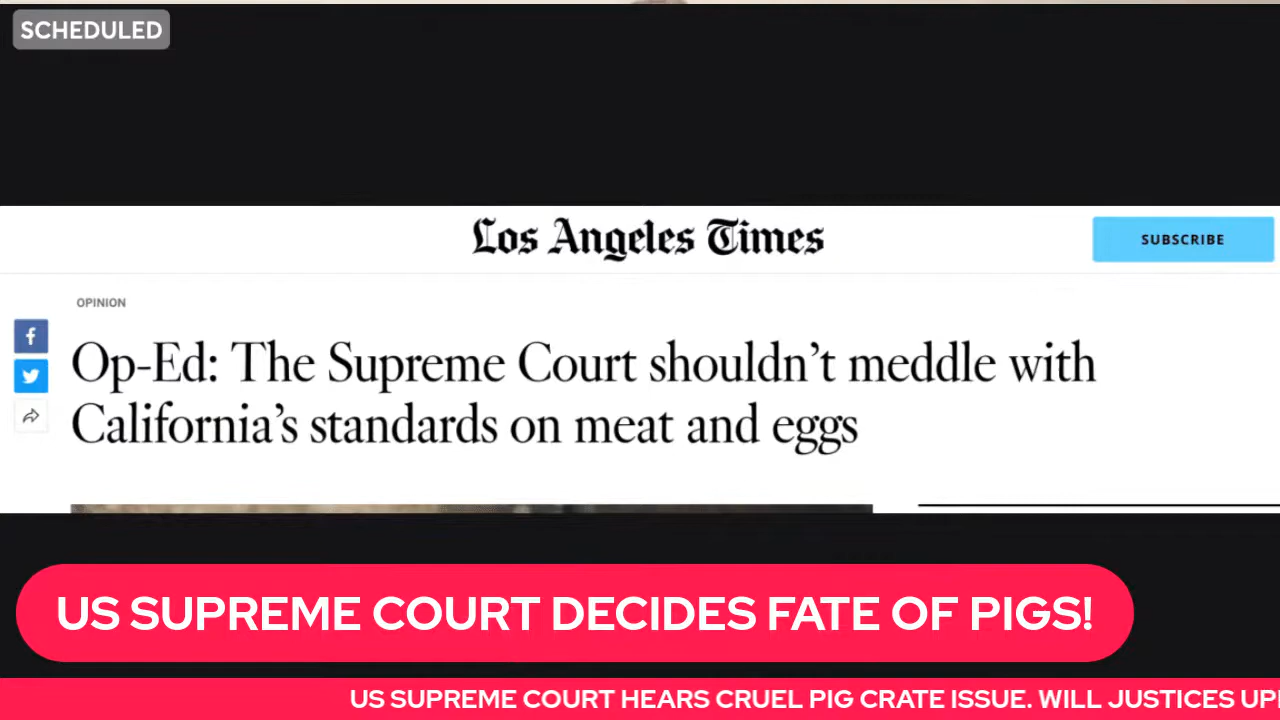 SCHEDULED
Los Angeles Times
SUBSCRIBE
OPINION
Op-Ed: The Supreme Court shouldn't meddle with
California's standards on meat and eggs
US SUPREME COURT DECIDES FATE OF PIGS!
US SUPREME COURT HEARS CRUEL PIG CRATE ISSUE. WILL JUSTICES